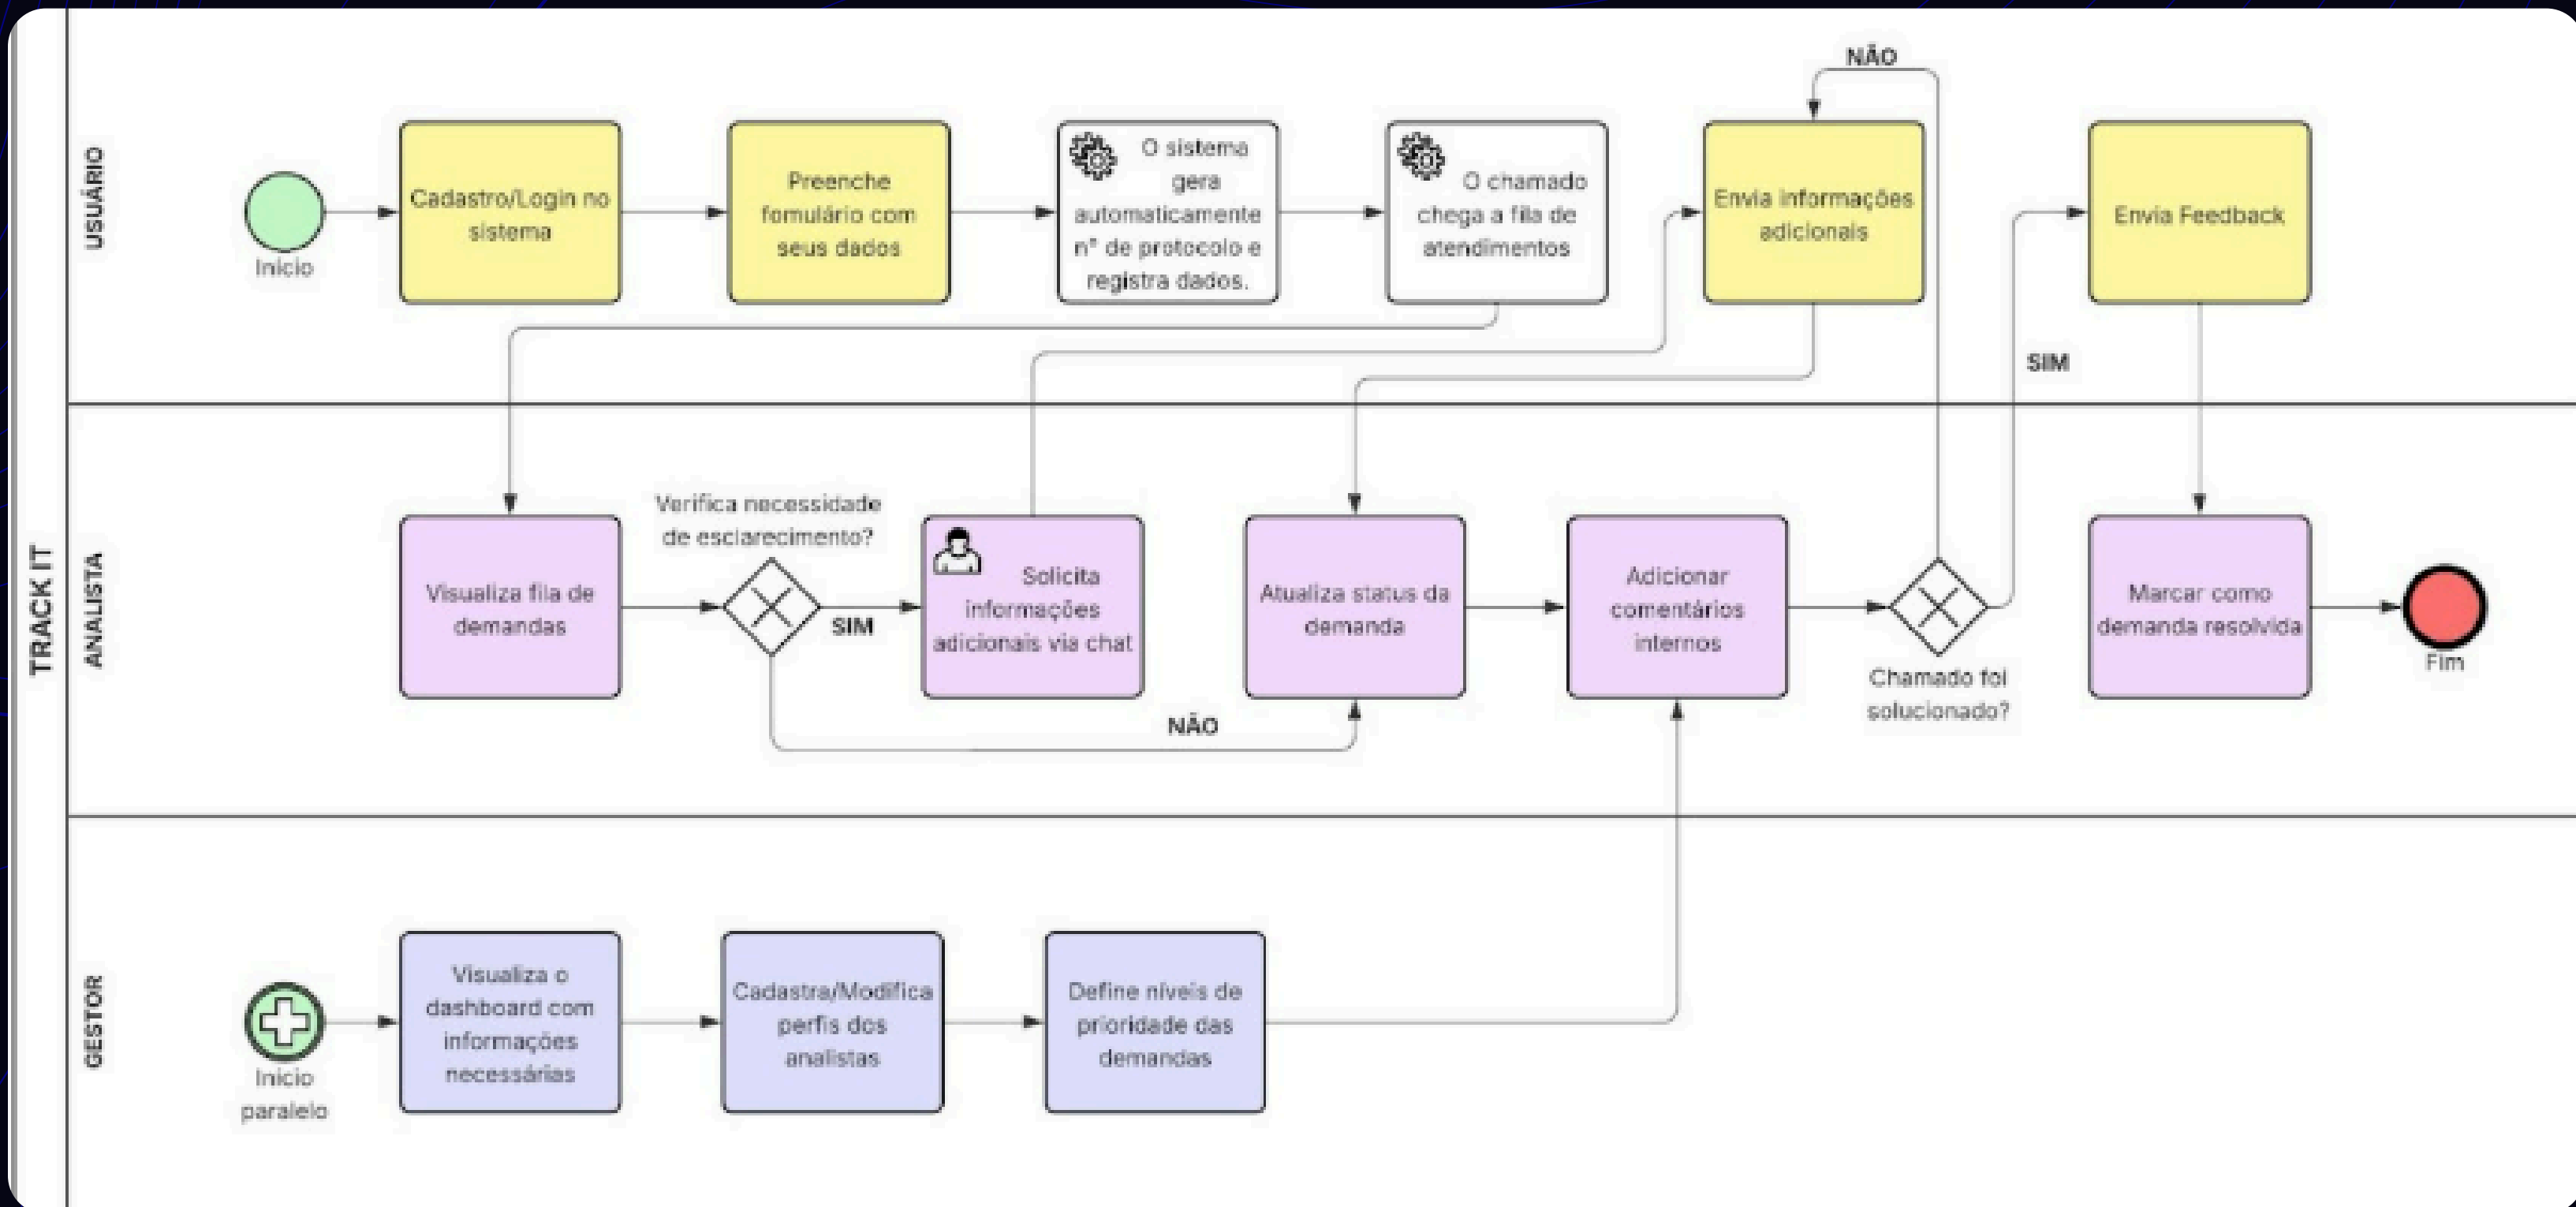 TRACK IT
USUÁRIO
Início
Cadastro/Login no
sistema
Preenche
fomulário com
seus dados
O sistema
gera
automaticamente
n° de protocolo e
registra dados.
O chamado
chega a fila de
atendimentos
NÃO
Envia informações
adicionais
SIM
Envia Feedback
ANALISTA
Visualiza fila de
demandas
Verifica necessidade
de esclarecimento?
SIM
NÃO
Solicita
informações
adicionais via chat
Atualiza status da
demanda
Adicionar
comentários
internos
Chamado foi
solucionado?
Marcar como
demanda resolvida
Fim
GESTOR
Início
paralelo
Visualiza o
dashboard com
informações
necessárias
Cadastra/Modifica
perfis dos
analistas
Define níveis de
prioridade das
demandas